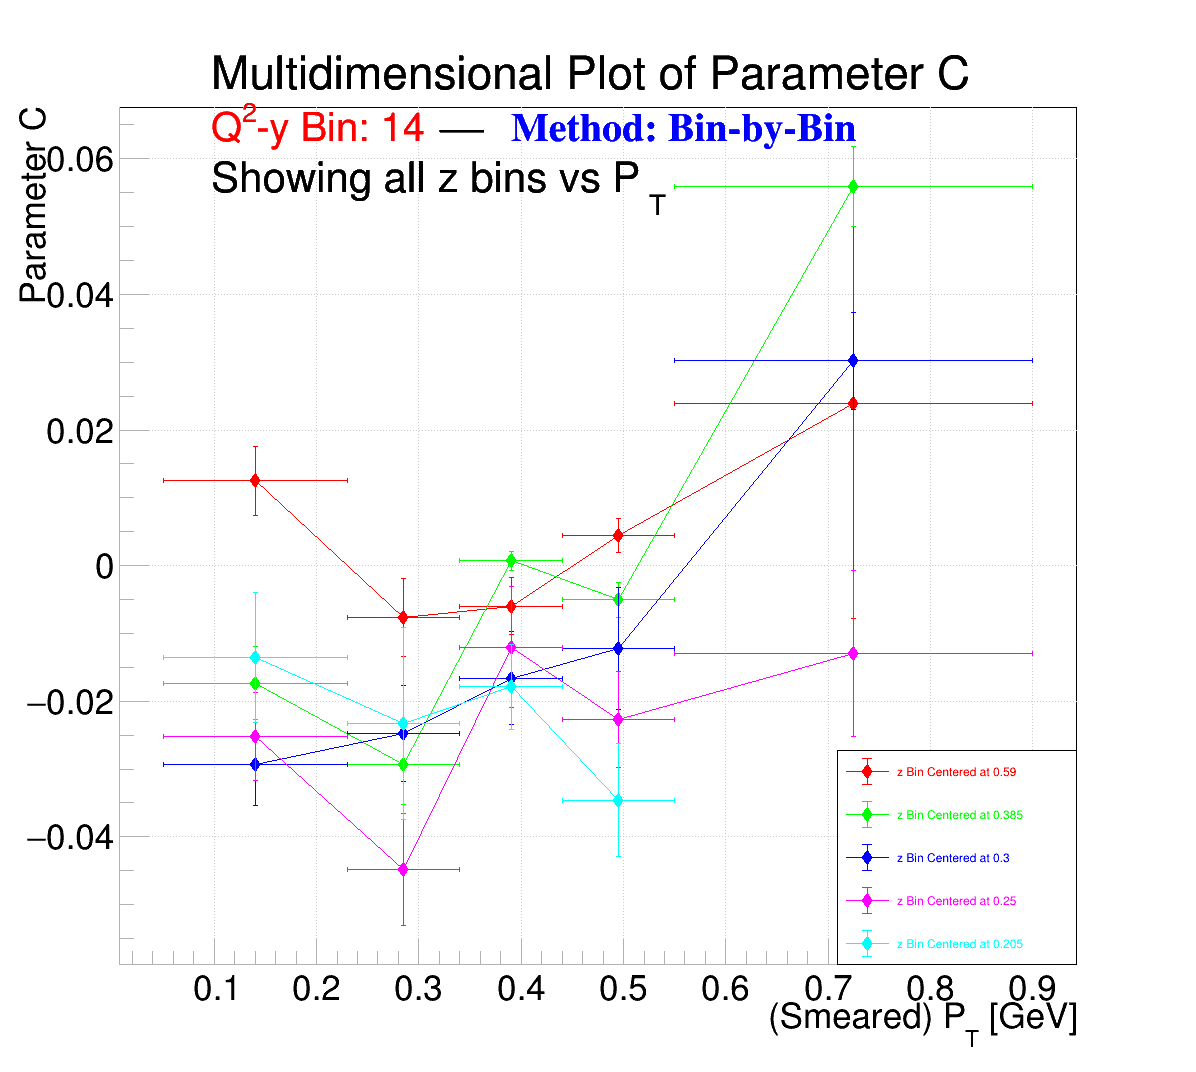 Multidimensional Plot of Parameter C
Q²-y Bin: 14 — Method: Bin-by-Bin
Showing all z bins vs P_T
Parameter C
0.06
0.04
0.02
0
−0.02
−0.04
z Bin Centered at 0.59
z Bin Centered at 0.385
z Bin Centered at 0.3
z Bin Centered at 0.25
z Bin Centered at 0.205
0.1 0.2 0.3 0.4 0.5 0.6 0.7 0.8 0.9
(Smeared) P_T [GeV]